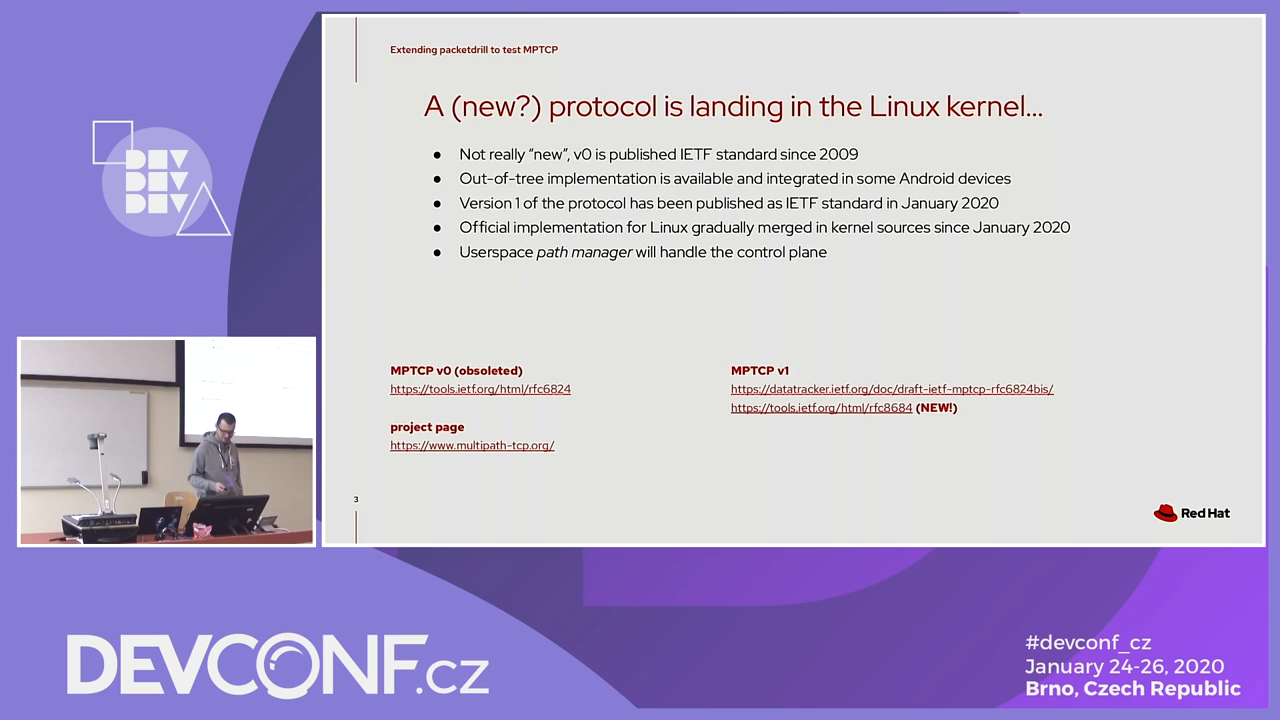 Extending packetdrill to test MPTCP
A (new?) protocol is landing in the Linux kernel...
● Not really “new”, v0 is published IETF standard since 2009
● Out-of-tree implementation is available and integrated in some Android devices
● Version 1 of the protocol has been published as IETF standard in January 2020
● Official implementation for Linux gradually merged in kernel sources since January 2020
● Userspace path manager will handle the control plane
MPTCP v0 (obsoleted)
https://tools.ietf.org/html/rfc6824
project page
https://www.multipath-tcp.org/
MPTCP v1
https://datatracker.ietf.org/doc/draft-ietf-mptcp-rfc6824bis/
https://tools.ietf.org/html/rfc8684 (NEW!)
3
Red Hat
DEV
DEV
DEV
DEVCONF.cz
#devconf_cz
January 24-26, 2020
Brno, Czech Republic